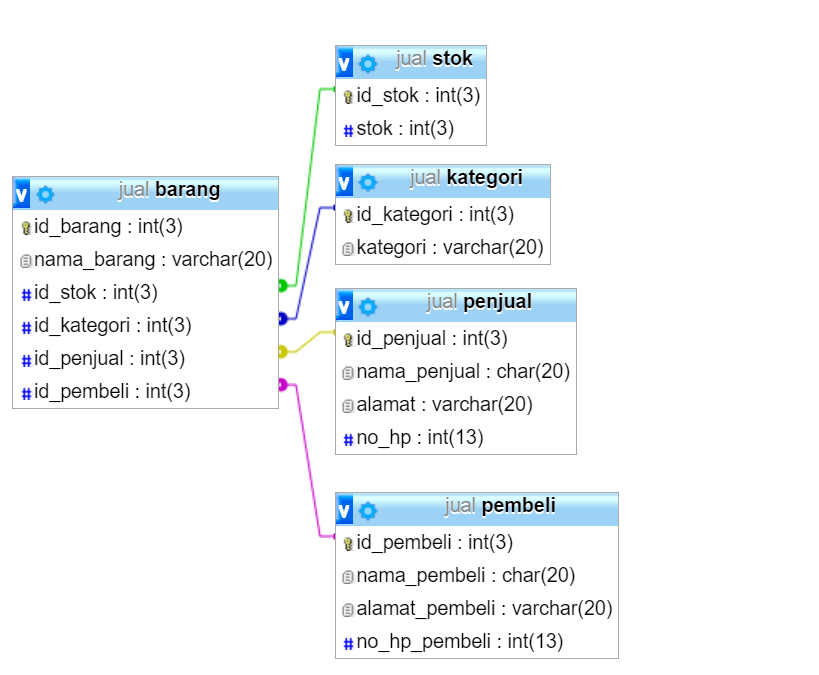 jual stok
id_stok : int(3)
stok : int(3)
jual kategori
id_kategori : int(3)
kategori : varchar(20)
jual barang
id_barang : int(3)
nama_barang : varchar(20)
id_stok : int(3)
id_kategori : int(3)
id_penjual : int(3)
id_pembeli : int(3)
jual penjual
id_penjual : int(3)
nama_penjual : char(20)
alamat : varchar(20)
no_hp : int(13)
jual pembeli
id_pembeli : int(3)
nama_pembeli : char(20)
alamat_pembeli : varchar(20)
no_hp_pembeli : int(13)